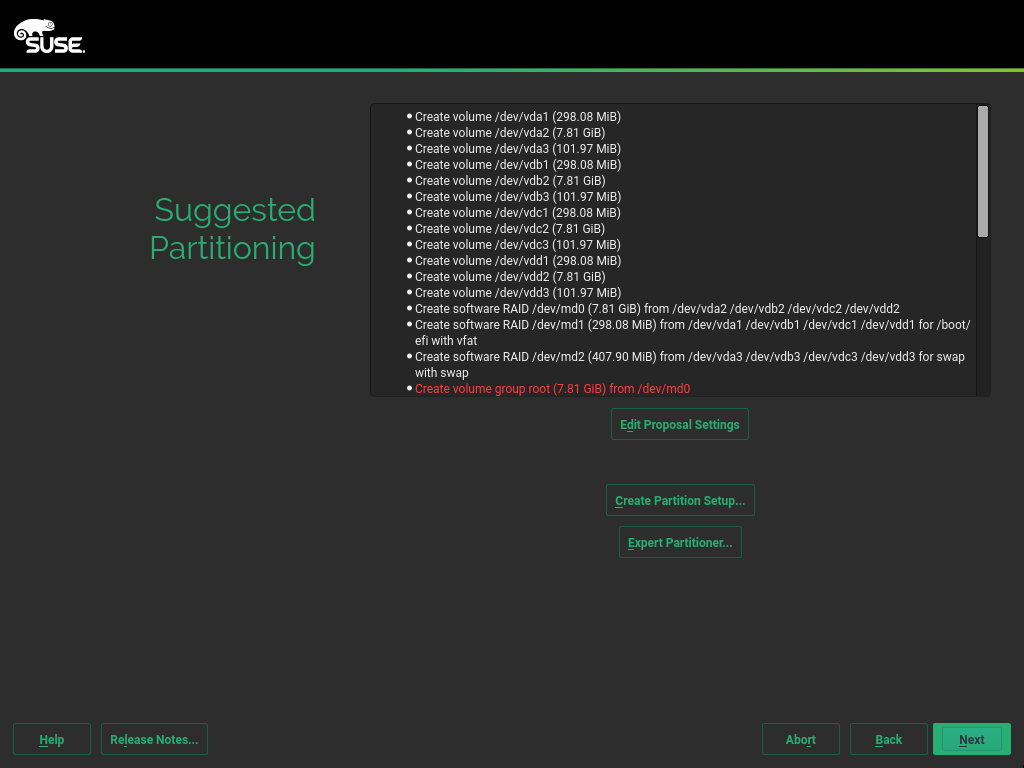 SUSE.
Suggested
Partitioning
Create volume /dev/vda1 (298.08 MiB)
Create volume /dev/vda2 (7.81 GiB)
Create volume /dev/vda3 (101.97 MiB)
Create volume /dev/vdb1 (298.08 MiB)
Create volume /dev/vdb2 (7.81 GiB)
Create volume /dev/vdb3 (101.97 MiB)
Create volume /dev/vdc1 (298.08 MiB)
Create volume /dev/vdc2 (7.81 GiB)
Create volume /dev/vdc3 (101.97 MiB)
Create volume /dev/vdd1 (298.08 MiB)
Create volume /dev/vdd2 (7.81 GiB)
Create volume /dev/vdd3 (101.97 MiB)
Create software RAID /dev/md0 (7.81 GiB) from /dev/vda2 /dev/vdb2 /dev/vdc2 /dev/vdd2
Create software RAID /dev/md1 (298.08 MiB) from /dev/vda1 /dev/vdb1 /dev/vdc1 /dev/vdd1 for /boot/
efi with vfat
Create software RAID /dev/md2 (407.90 MiB) from /dev/vda3 /dev/vdb3 /dev/vdc3 /dev/vdd3 for swap
with swap
Create volume group root (7.81 GiB) from /dev/md0
Edit Proposal Settings
Create Partition Setup...
Expert Partitioner...
Help
Release Notes...
Abort
Back
Next